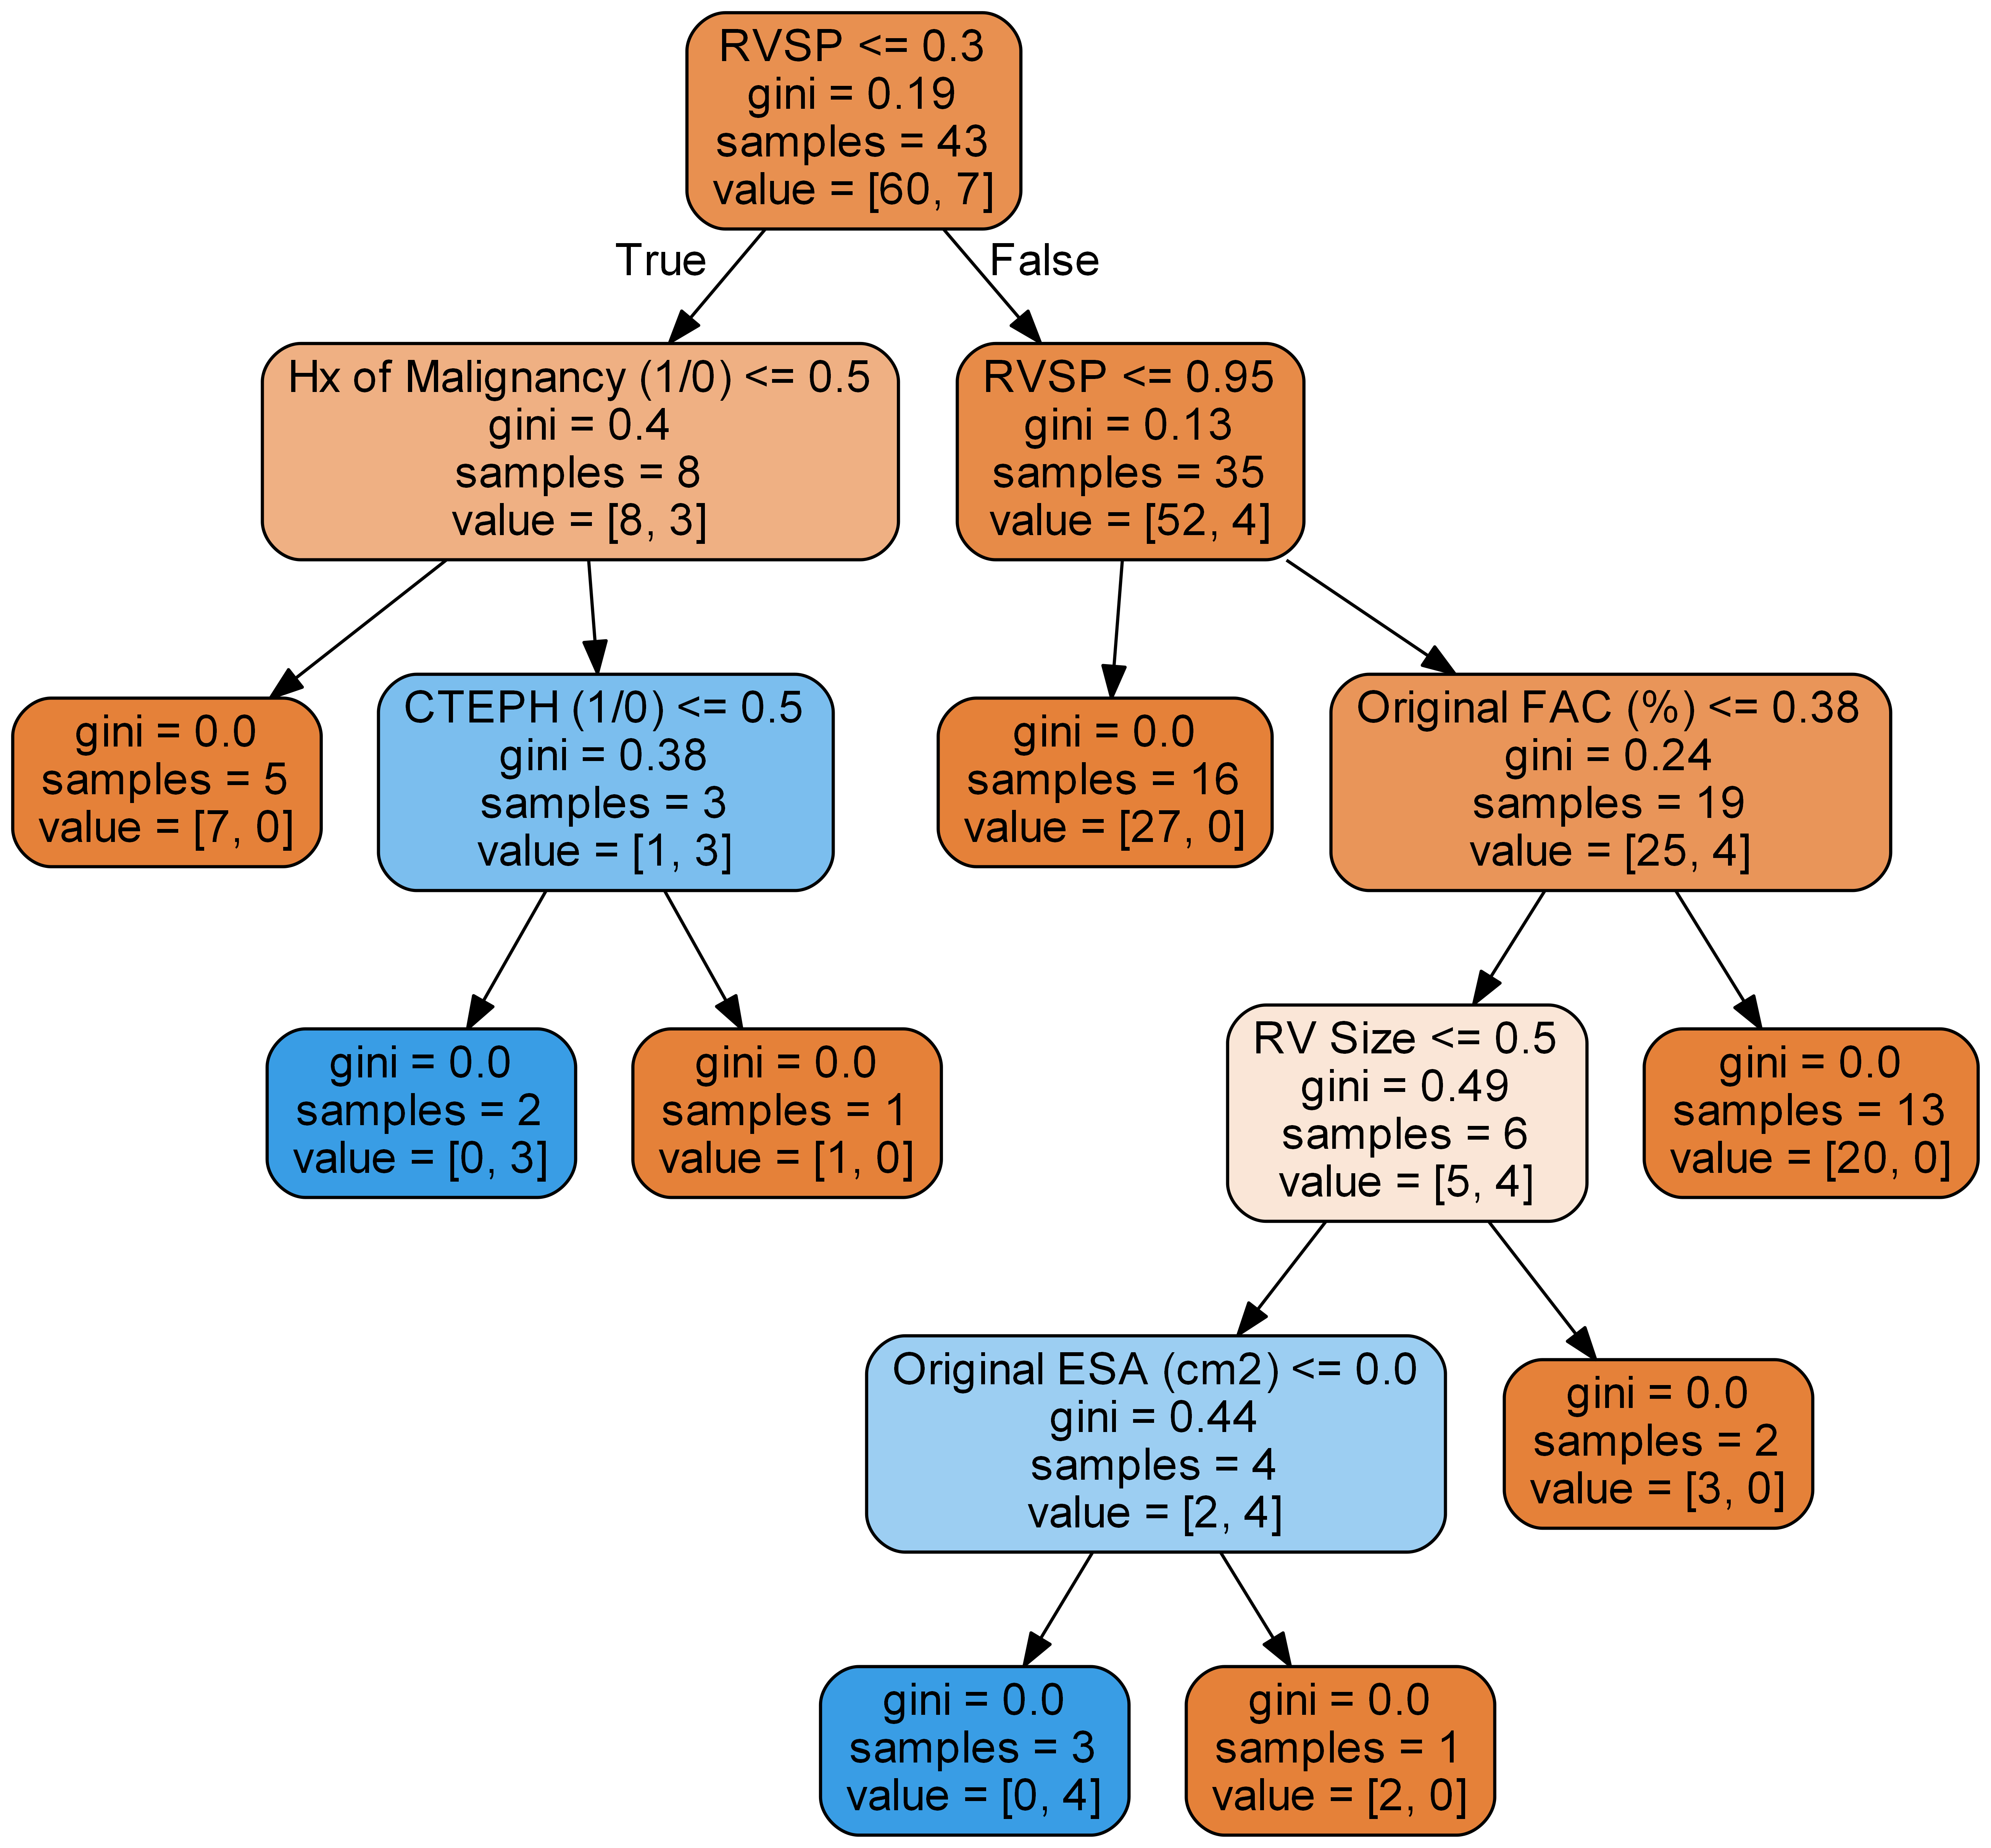 RVSP <= 0.3
gini = 0.19
samples = 43
value = [60, 7]
True
False
Hx of Malignancy (1/0) <= 0.5
gini = 0.4
samples = 8
value = [8, 3]
RVSP <= 0.95
gini = 0.13
samples = 35
value = [52, 4]
gini = 0.0
samples = 5
value = [7, 0]
CTEPH (1/0) <= 0.5
gini = 0.38
samples = 3
value = [1, 3]
gini = 0.0
samples = 16
value = [27, 0]
Original FAC (%) <= 0.38
gini = 0.24
samples = 19
value = [25, 4]
gini = 0.0
samples = 2
value = [0, 3]
gini = 0.0
samples = 1
value = [1, 0]
RV Size <= 0.5
gini = 0.49
samples = 6
value = [5, 4]
gini = 0.0
samples = 13
value = [20, 0]
Original ESA (cm2) <= 0.0
gini = 0.44
samples = 4
value = [2, 4]
gini = 0.0
samples = 2
value = [3, 0]
gini = 0.0
samples = 3
value = [0, 4]
gini = 0.0
samples = 1
value = [2, 0]